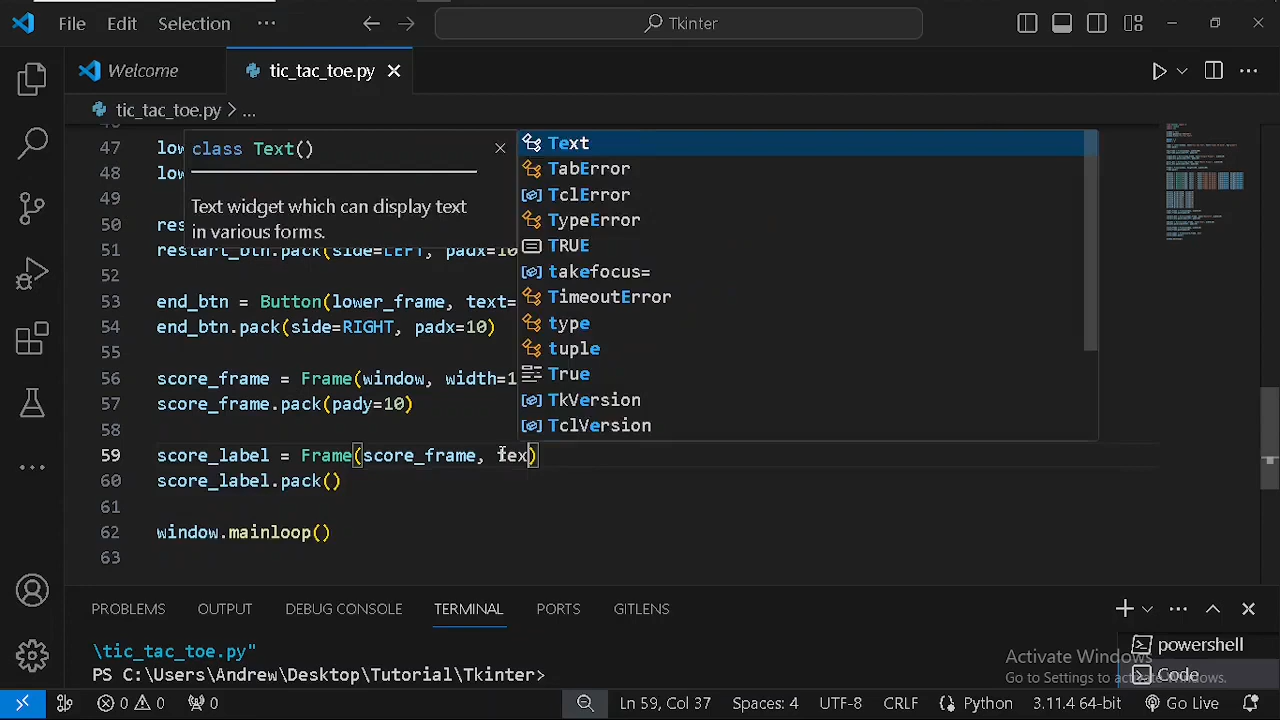 File Edit Selection ··· Tkinter
Welcome tic_tac_toe.py
tic_tac_toe.py > ...
47 low
48 low
49
50 res
51 restart_btn.pack(side=LEFT, padx=10
52
53 end_btn = Button(lower_frame, text=
54 end_btn.pack(side=RIGHT, padx=10)
55
56 score_frame = Frame(window, width=1
57 score_frame.pack(pady=10)
58
59 score_label = Frame(score_frame, Tex)
60 score_label.pack()
61
62 window.mainloop()
63
class Text()
Text widget which can display text
in various forms.
Text
TabError
TclError
TypeError
TRUE
takefocus=
TimeoutError
type
tuple
True
TkVersion
TclVersion
PROBLEMS OUTPUT DEBUG CONSOLE TERMINAL PORTS GITLENS
\tic_tac_toe.py"
PS C:\Users\Andrew\Desktop\Tutorial\Tkinter>
powershell
Code
Activate Windows
Go to Settings to activate Windows.
0 0 0 Ln 59, Col 37 Spaces: 4 UTF-8 CRLF Python 3.11.4 64-bit Go Live